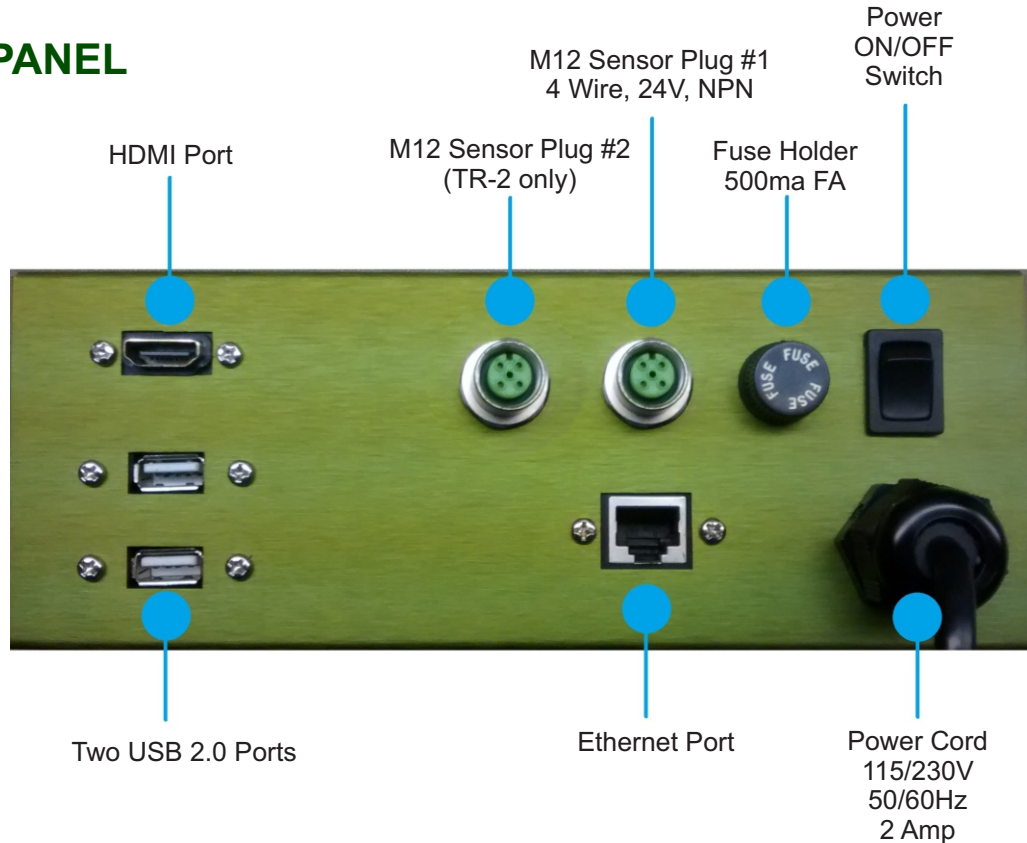 PANEL
Power
ON/OFF
Switch
M12 Sensor Plug #1
4 Wire, 24V, NPN
HDMI Port
M12 Sensor Plug #2
(TR-2 only)
Fuse Holder
500ma FA
FUSE FUSE FUSE
Two USB 2.0 Ports
Ethernet Port
Power Cord
115/230V
50/60Hz
2 Amp